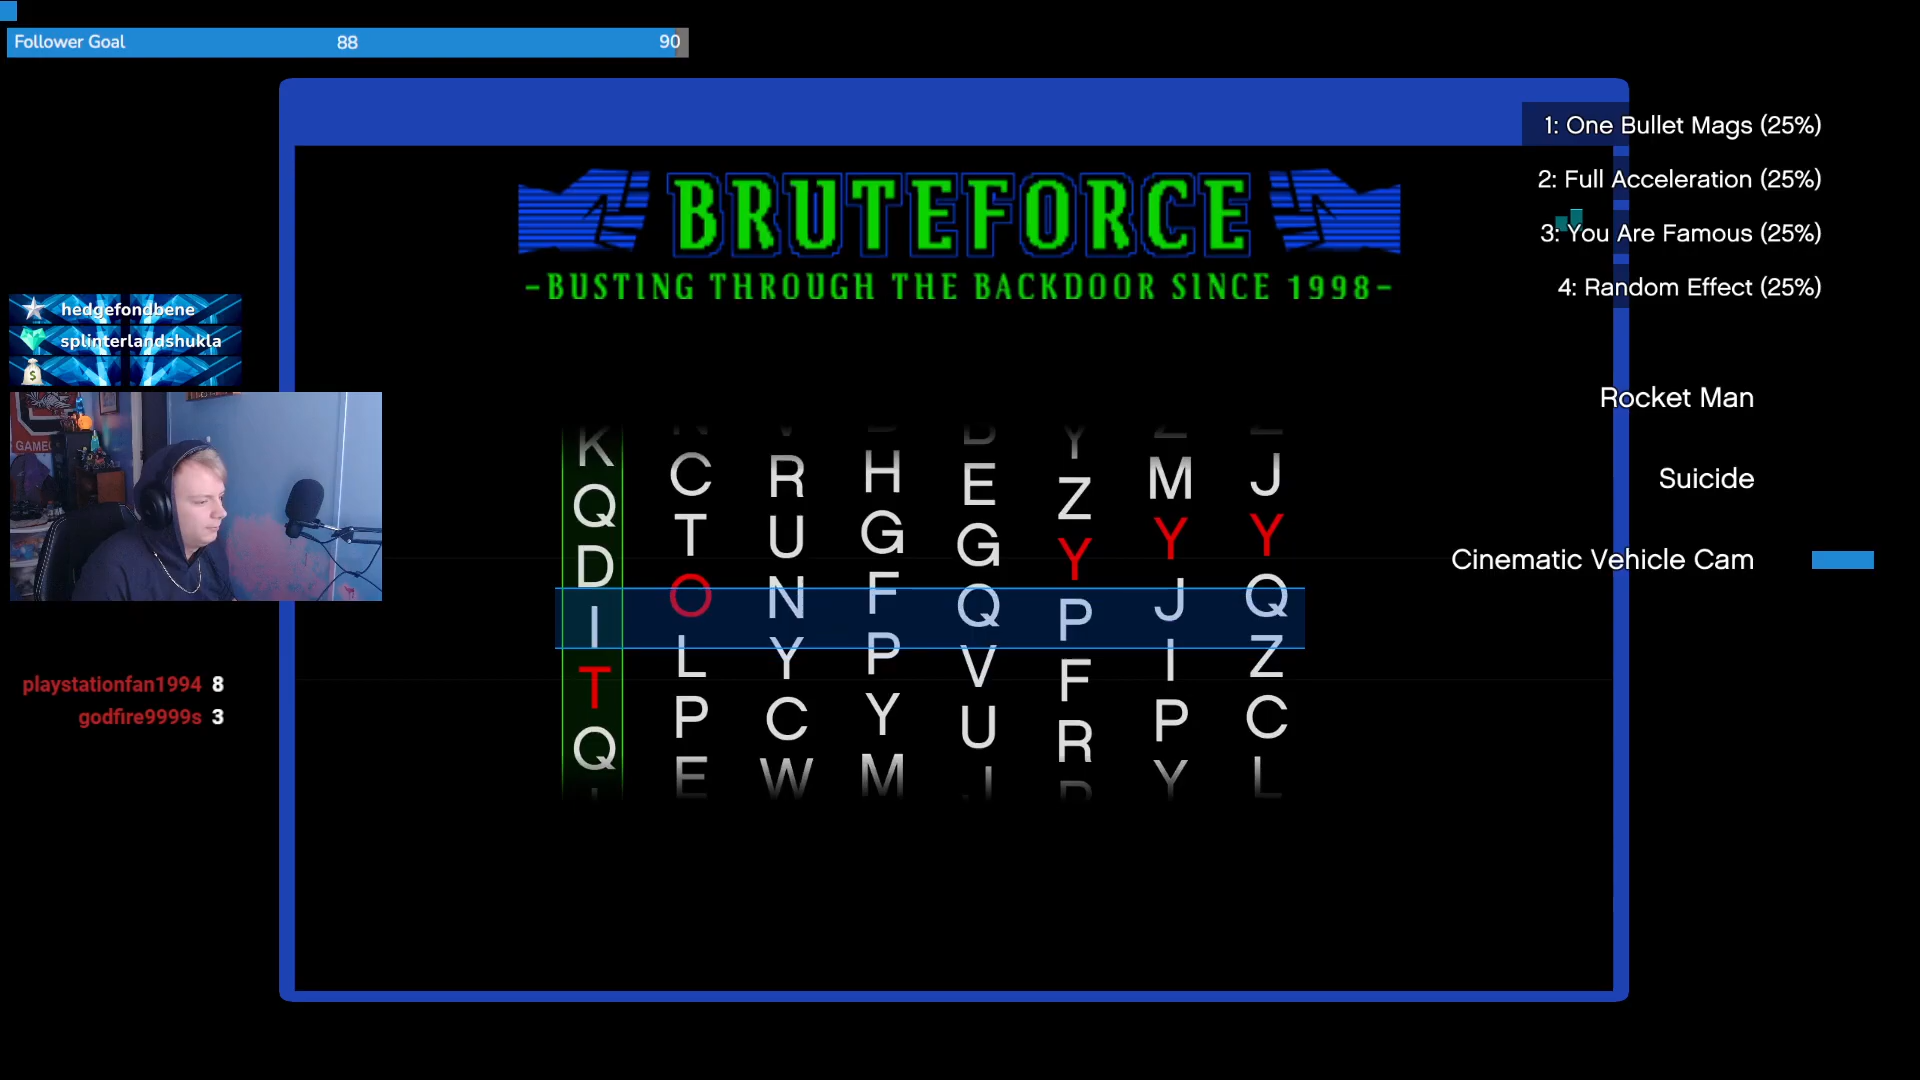 Follower Goal 88 90
1: One Bullet Mags (25%)
2: Full Acceleration (25%)
3: You Are Famous (25%)
4: Random Effect (25%)
BRUTEFORCE
-BUSTING THROUGH THE BACKDOOR SINCE 1998-
hedgefondbene
splinterlandshukla
GAMEC
Rocket Man
Suicide
Cinematic Vehicle Cam
K Y
Q C R H E Z M J
D T U G G Y Y Y
I O N F Q P J Q
T L Y P V F I Z
Q P C Y U R P C
E W M J Y L
playstationfan1994 8
godfire9999s 3